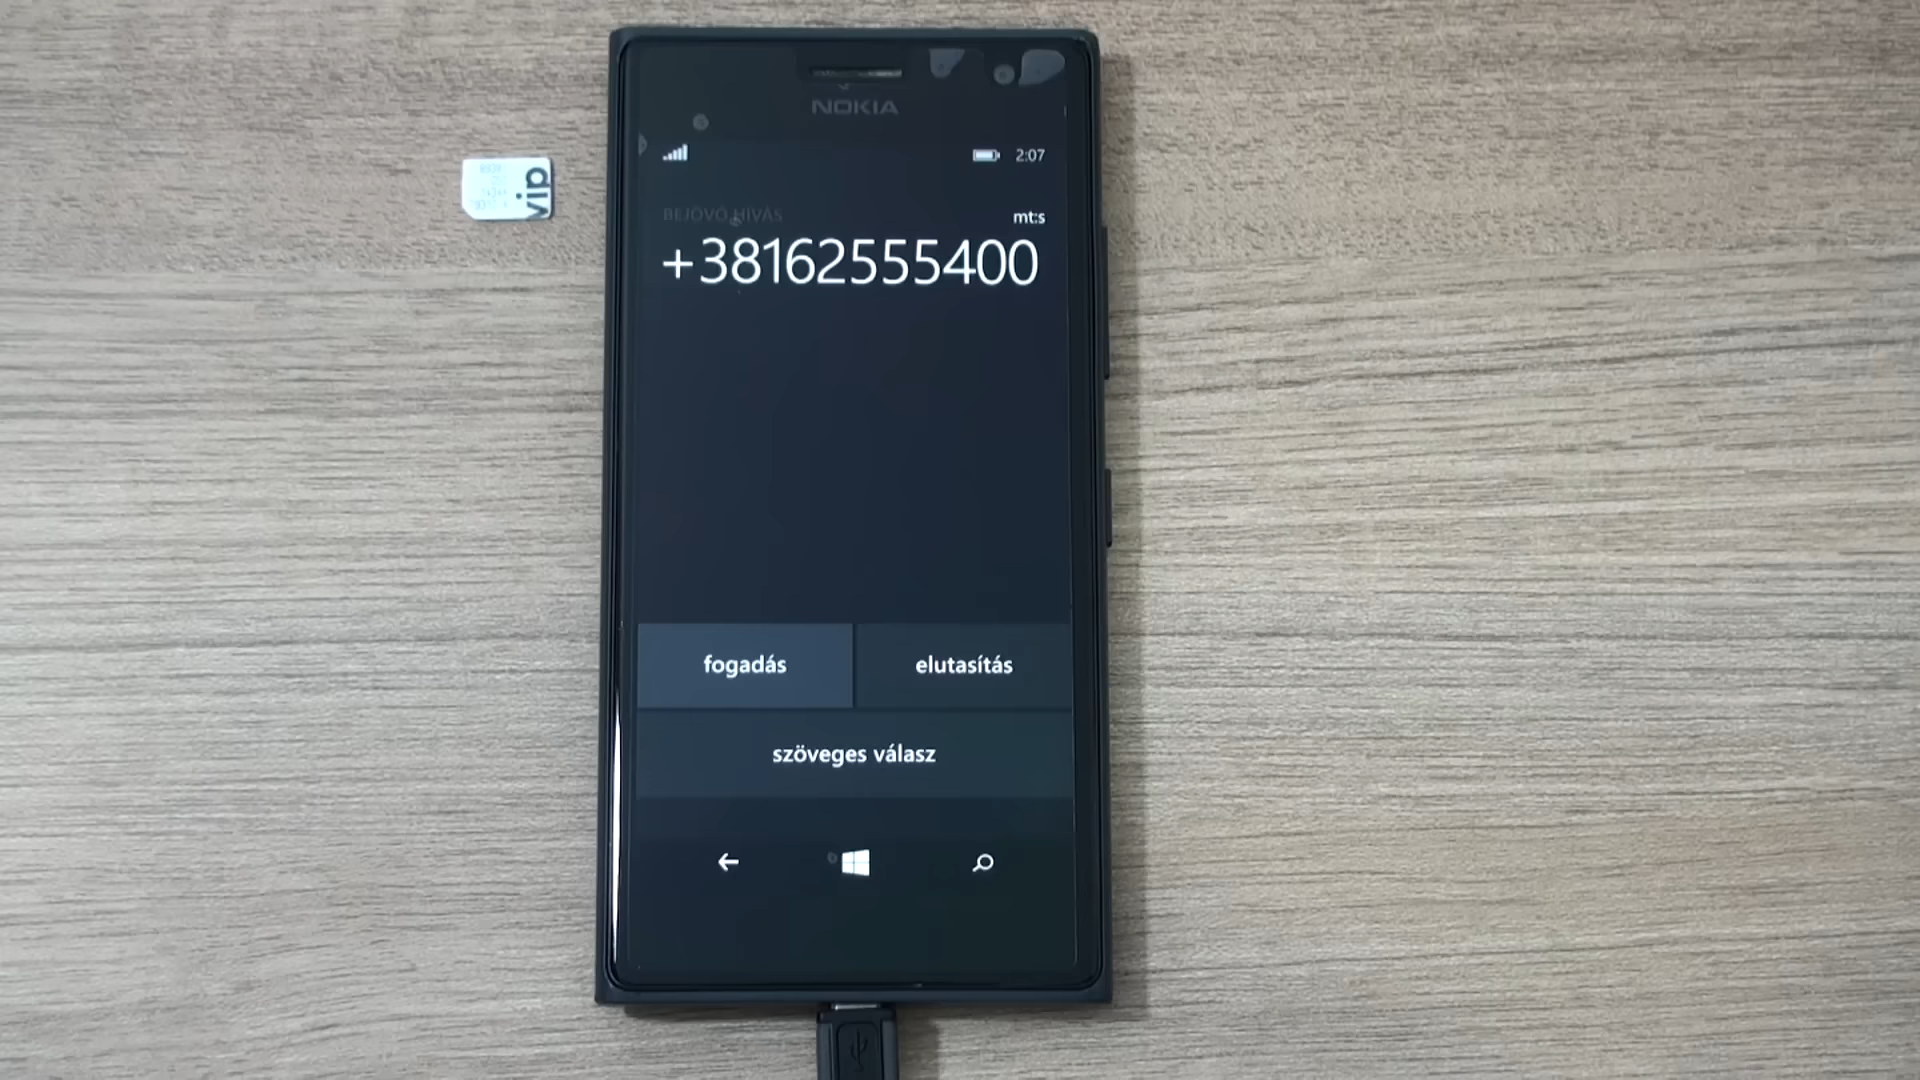 NOKIA
2:07
BEJÖVŐ HÍVÁS
mt:s
+38162555400
fogadás
elutasítás
szöveges válasz
vip